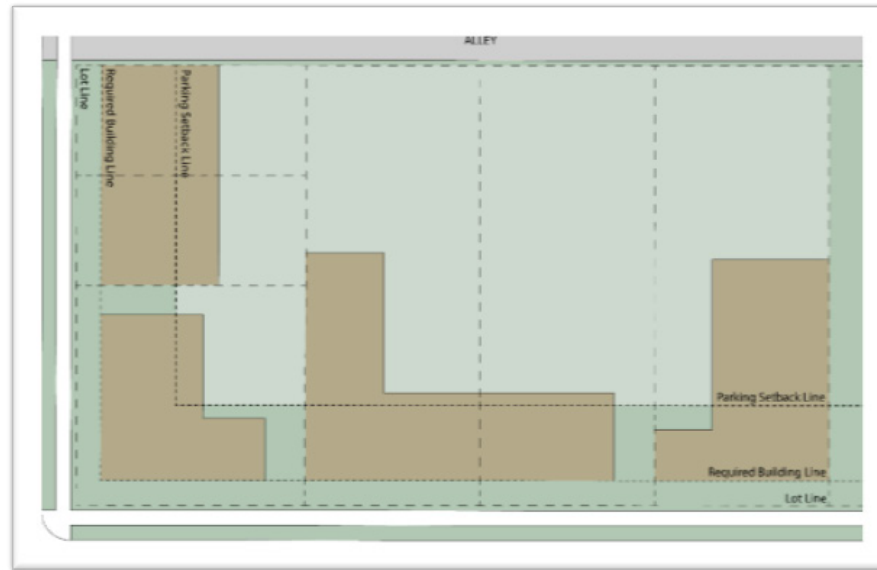 ALLEY
Lot Line
Required Building Line
Parking Setback Line
Parking Setback Line
Required Building Line
Lot Line